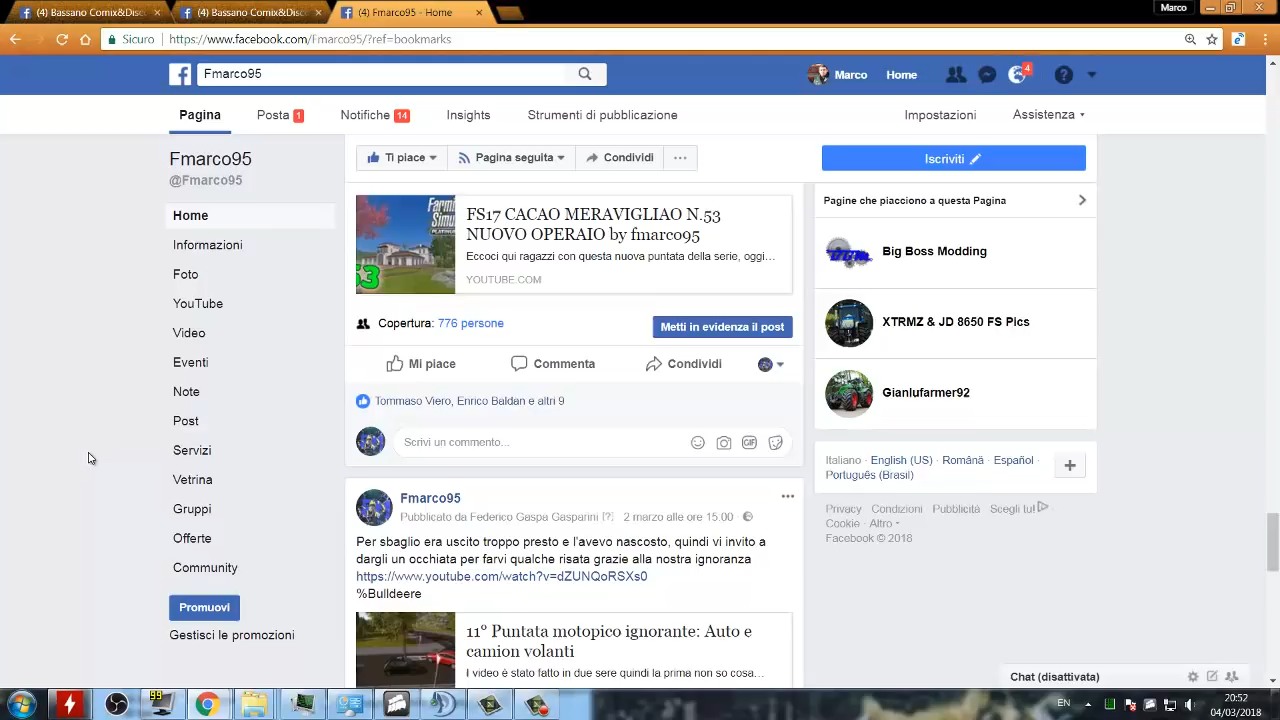 Marco
(4) Bassano Comix&Disc
(4) Bassano Comix&Disc
(4) Fmarco95 - Home
Sicuro
https://www.facebook.com/Fmarco95/?ref=bookmarks
Fmarco95
Marco
Home
4
Pagina
Posta 1
Notifiche 14
Insights
Strumenti di pubblicazione
Impostazioni
Assistenza
Fmarco95
@Fmarco95
Home
Informazioni
Foto
YouTube
Video
Eventi
Note
Post
Servizi
Vetrina
Gruppi
Offerte
Community
Promuovi
Gestisci le promozioni
Ti piace
Pagina seguita
Condividi
Iscriviti
FS17 CACAO MERAVIGLIAO N.53
NUOVO OPERAIO by fmarco95
Eccoci qui ragazzi con questa nuova puntata della serie, oggi...
YOUTUBE.COM
Copertura: 776 persone
Metti in evidenza il post
Mi piace
Commenta
Condividi
Tommaso Viero, Enrico Baldan e altri 9
Scrivi un commento...
GIF
Fmarco95
Pubblicato da Federico Gaspa Gasparini [?] · 2 marzo alle ore 15.00 ·
Per sbaglio era uscito troppo presto e l'avevo nascosto, quindi vi invito a
dargli un occhiata per farvi qualche risata grazie alla nostra ignoranza
https://www.youtube.com/watch?v=dZUNQoRSXs0
%Bulldeere
11° Puntata motopico ignorante: Auto e
camion volanti
I video è stato fatto in due sere quindi la prima non so cosa...
Pagine che piacciono a questa Pagina
Big Boss Modding
XTRMZ & JD 8650 FS Pics
Gianlufarmer92
Italiano · English (US) · Română · Español ·
Português (Brasil)
Privacy · Condizioni · Pubblicità · Scegli tu! ·
Cookie · Altro
Facebook © 2018
Chat (disattivata)
99
EN
20:52
04/03/2018